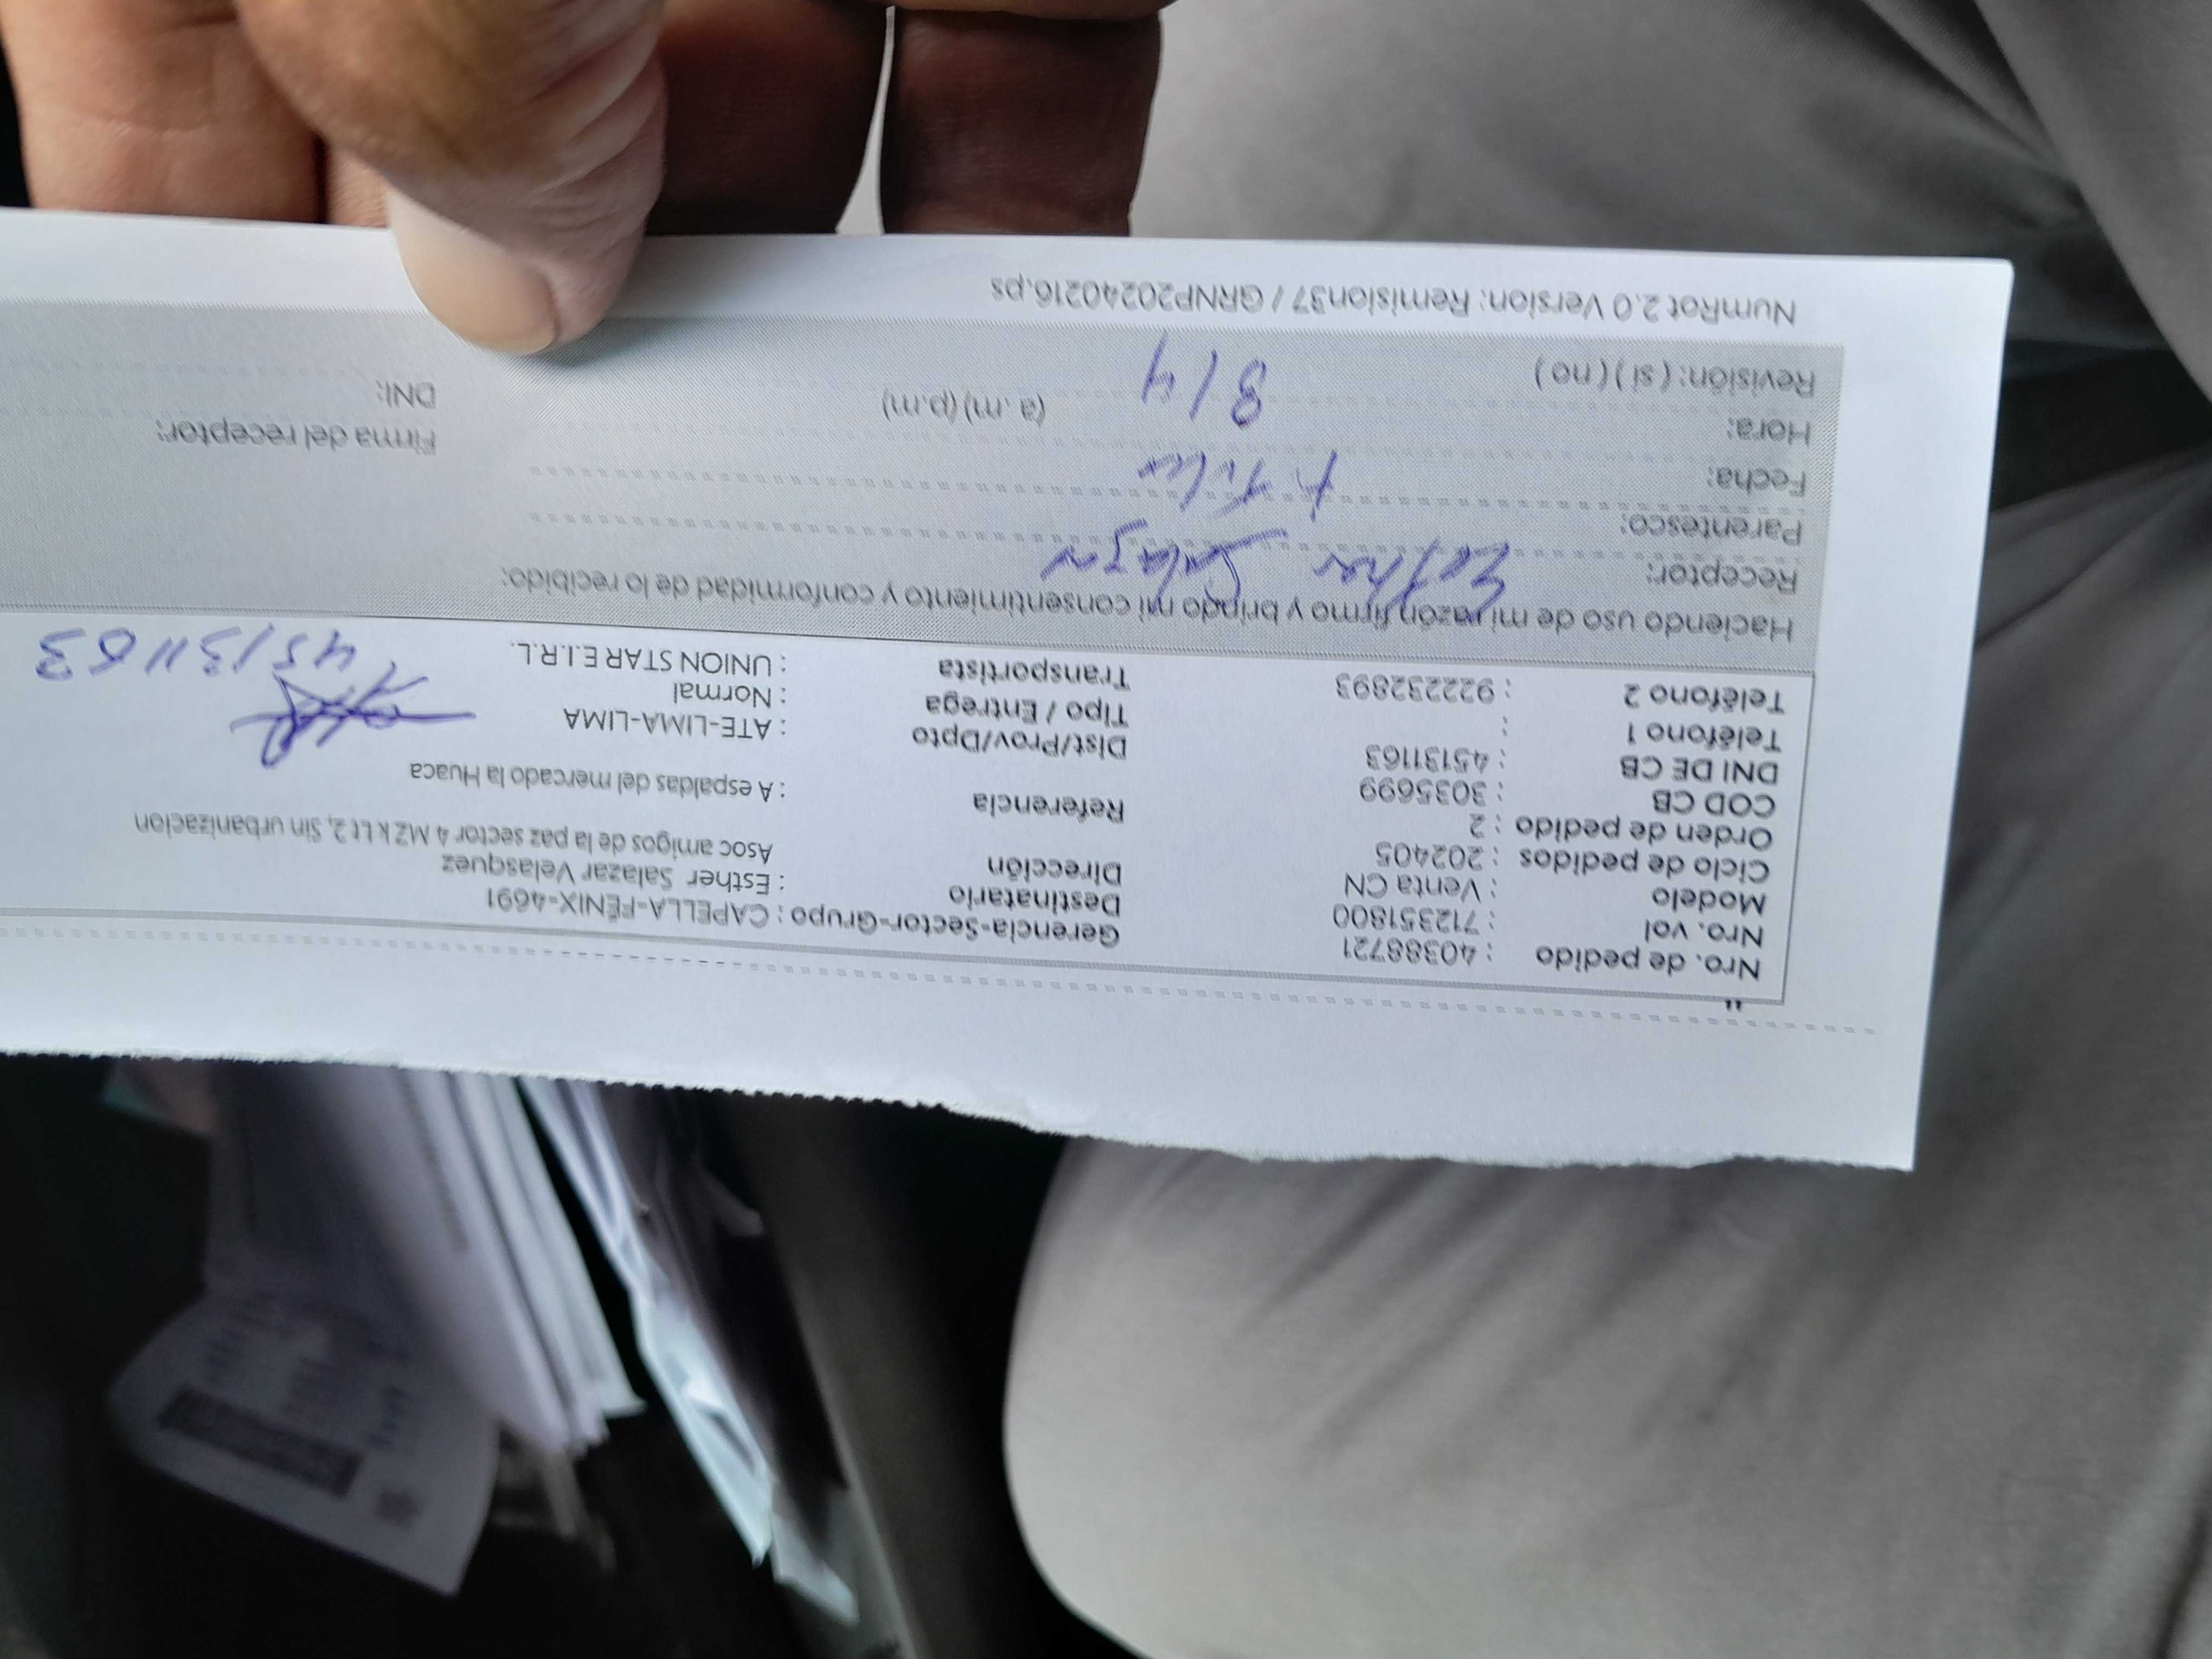 Nro. de pedido : 40388721
Nro. vol : 712351800
Modelo : Venta CN
Ciclo de pedidos : 202405
Orden de pedido : 2
COD CB : 3035699
DNI DE CB : 45131163
Teléfono 1 :
Teléfono 2 : 922232893
Gerencia-Sector-Grupo : CAPELLA-FÉNIX-4691
Destinatario : Esther Salazar Velasquez
Dirección Asoc amigos de la paz sector 4 MZ k Lt 2, Sin urbanizacion
Referencia : A espaldas del mercado la Huaca
Dist/Prov/Dpto : ATE-LIMA-LIMA
Tipo / Entrega : Normal
Transportista : UNION STAR E.I.R.L.
45131163
Haciendo uso de mi razón firmo y brindo mi consentimiento y conformidad de lo recibido:
Receptor: Esther Salazar
Parentesco:
Fecha: 8/4
Hora: (a.m) (p.m)
Revisión: ( si ) ( no )
Firma del receptor:
DNI:
NumRot 2.0 Version: Remision37 / GRNP20240216.ps